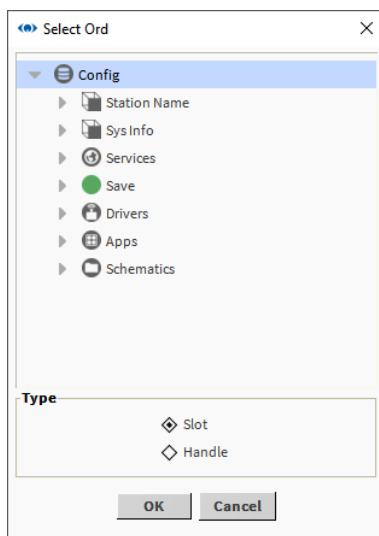 Select Ord
Config
Station Name
Sys Info
Services
Save
Drivers
Apps
Schematics
Type
Slot
Handle
OK
Cancel